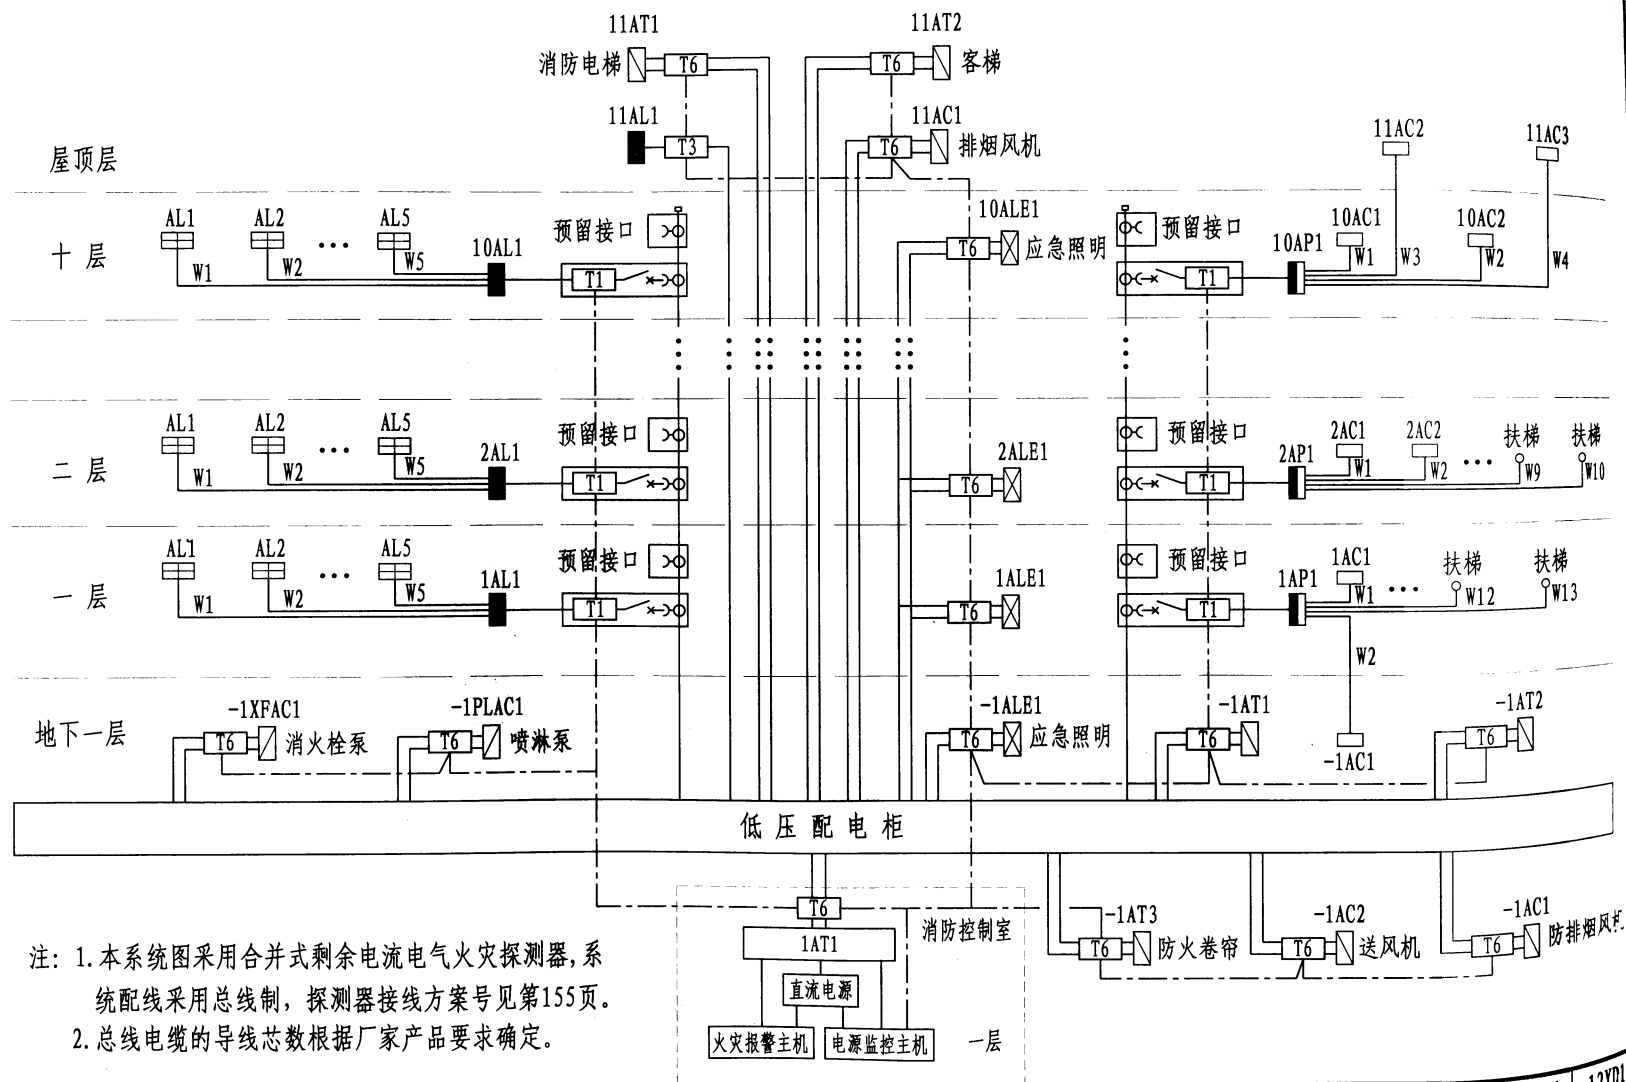 11AT1
11AT2
消防电梯
T6
T6
客梯
11AL1
11AC1
11AC2
11AC3
屋顶层
T3
T6
排烟风机
AL1
AL2
AL5
预留接口
10ALE1
预留接口
10AC1
10AC2
十层
W1
W2
W5
10AL1
T1
T6
应急照明
T1
10AP1
W1
W3
W2
W4
AL1
AL2
AL5
预留接口
2ALE1
预留接口
2AC1
2AC2
扶梯
扶梯
二层
W1
W2
W5
2AL1
T1
T6
T1
2AP1
W1
W2
W9
W10
AL1
AL2
AL5
预留接口
1ALE1
预留接口
1AC1
扶梯
扶梯
一层
W1
W2
W5
1AL1
T1
T6
T1
1AP1
W1
W12
W13
W2
-1XFAC1
-1PLAC1
-1ALE1
-1AT1
-1AT2
地下一层
T6
消火栓泵
T6
喷淋泵
T6
应急照明
T6
-1AC1
T6
低压配电柜
T6
消防控制室
-1AT3
-1AC2
-1AC1
1AT1
T6
防火卷帘
T6
送风机
T6
防排烟风机
直流电源
火灾报警主机
电源监控主机
一层
注：1.本系统图采用合并式剩余电流电气火灾探测器,系
统配线采用总线制，探测器接线方案号见第155页。
2.总线电缆的导线芯数根据厂家产品要求确定。